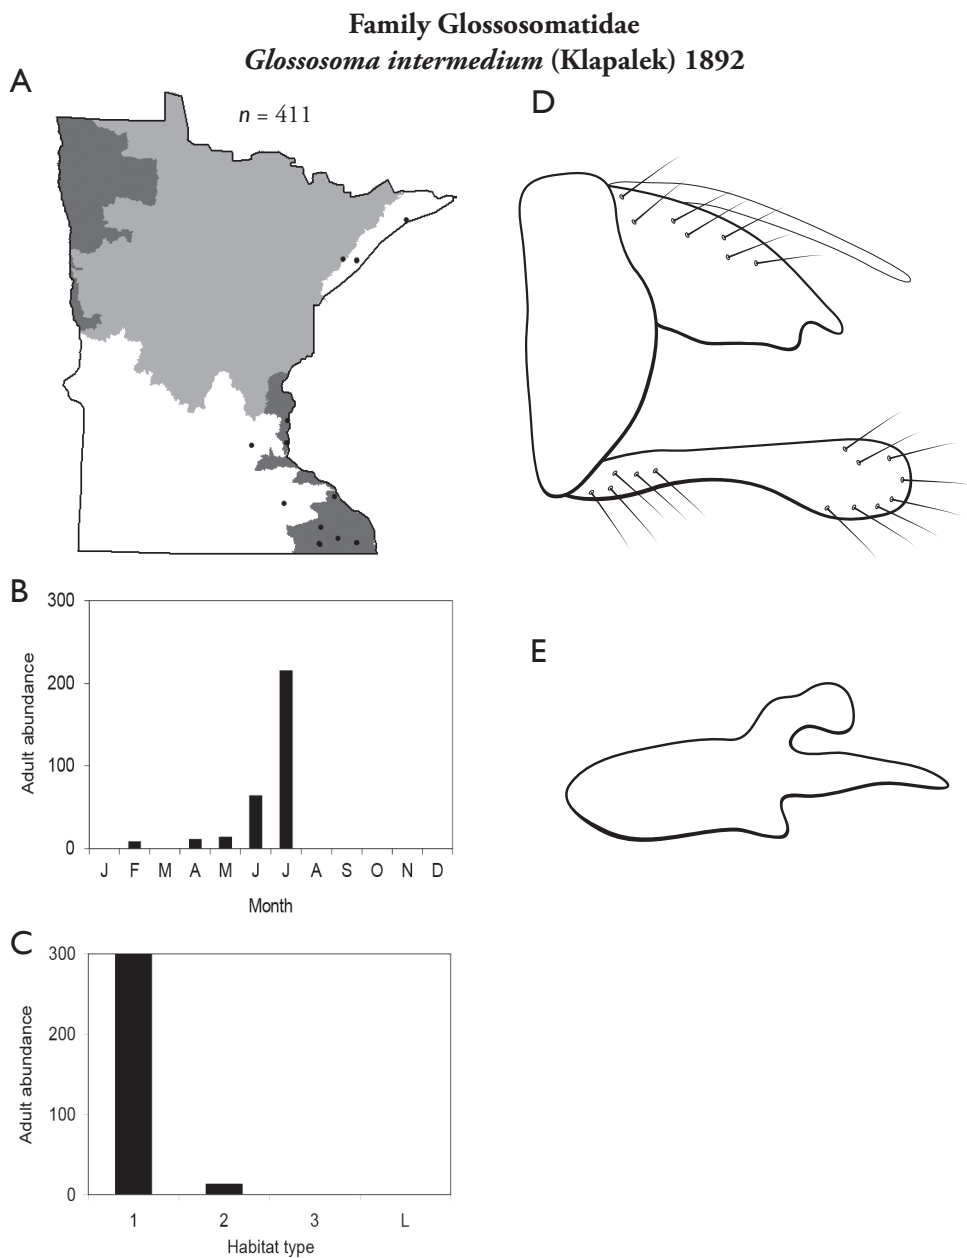 Family Glossosomatidae
Glossosoma intermedium (Klapalek) 1892
A
n = 411
D
B
300
200
100
0
Adult abundance
J F M A M J J A S O N D
Month
E
C
300
200
100
0
Adult abundance
1 2 3 L
Habitat type